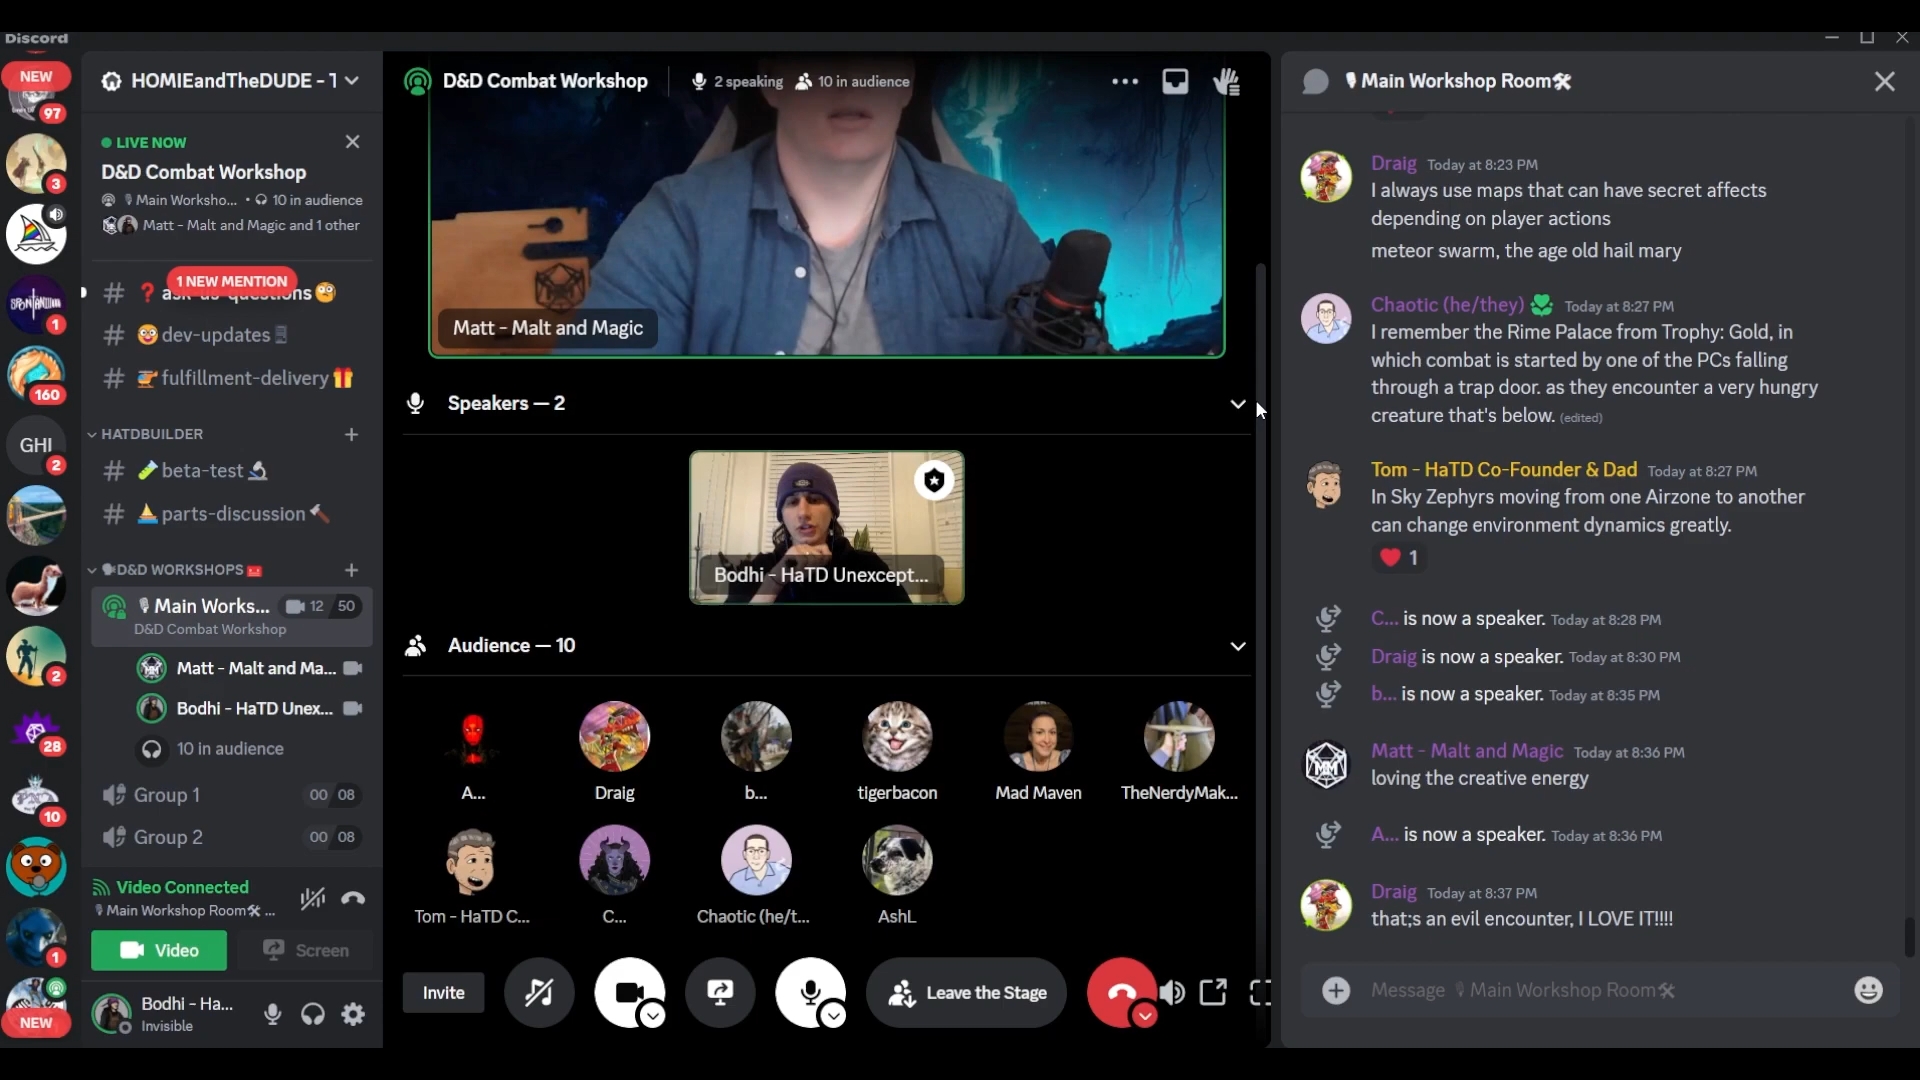 Discord
NEW
97
3
1
160
GHI
2
2
28
10
1
NEW
HOMIEandTheDUDE - T
LIVE NOW
D&D Combat Workshop
Main Worksho... • 10 in audience
Matt - Malt and Magic and 1 other
1 NEW MENTION
# ask-us-questions
# dev-updates
# fulfillment-delivery
HATDBUILDER
# beta-test
# parts-discussion
D&D WORKSHOPS
Main Works... 12 50
D&D Combat Workshop
Matt - Malt and Ma...
Bodhi - HaTD Unex...
10 in audience
Group 1 00 08
Group 2 00 08
Video Connected
Main Workshop Room ...
Video
Screen
Bodhi - Ha...
Invisible
D&D Combat Workshop
2 speaking 10 in audience
Matt - Malt and Magic
Speakers — 2
Bodhi - HaTD Unexcept...
Audience — 10
A...
Draig
b...
tigerbacon
Mad Maven
TheNerdyMak...
Tom - HaTD C...
C...
Chaotic (he/t...
AshL
Invite
Leave the Stage
Main Workshop Room
Draig Today at 8:23 PM
I always use maps that can have secret affects
depending on player actions
meteor swarm, the age old hail mary
Chaotic (he/they) Today at 8:27 PM
I remember the Rime Palace from Trophy: Gold, in
which combat is started by one of the PCs falling
through a trap door. as they encounter a very hungry
creature that's below. (edited)
Tom - HaTD Co-Founder & Dad Today at 8:27 PM
In Sky Zephyrs moving from one Airzone to another
can change environment dynamics greatly.
1
C... is now a speaker. Today at 8:28 PM
Draig is now a speaker. Today at 8:30 PM
b... is now a speaker. Today at 8:35 PM
Matt - Malt and Magic Today at 8:36 PM
loving the creative energy
A... is now a speaker. Today at 8:36 PM
Draig Today at 8:37 PM
that;s an evil encounter, I LOVE IT!!!!
Message Main Workshop Room